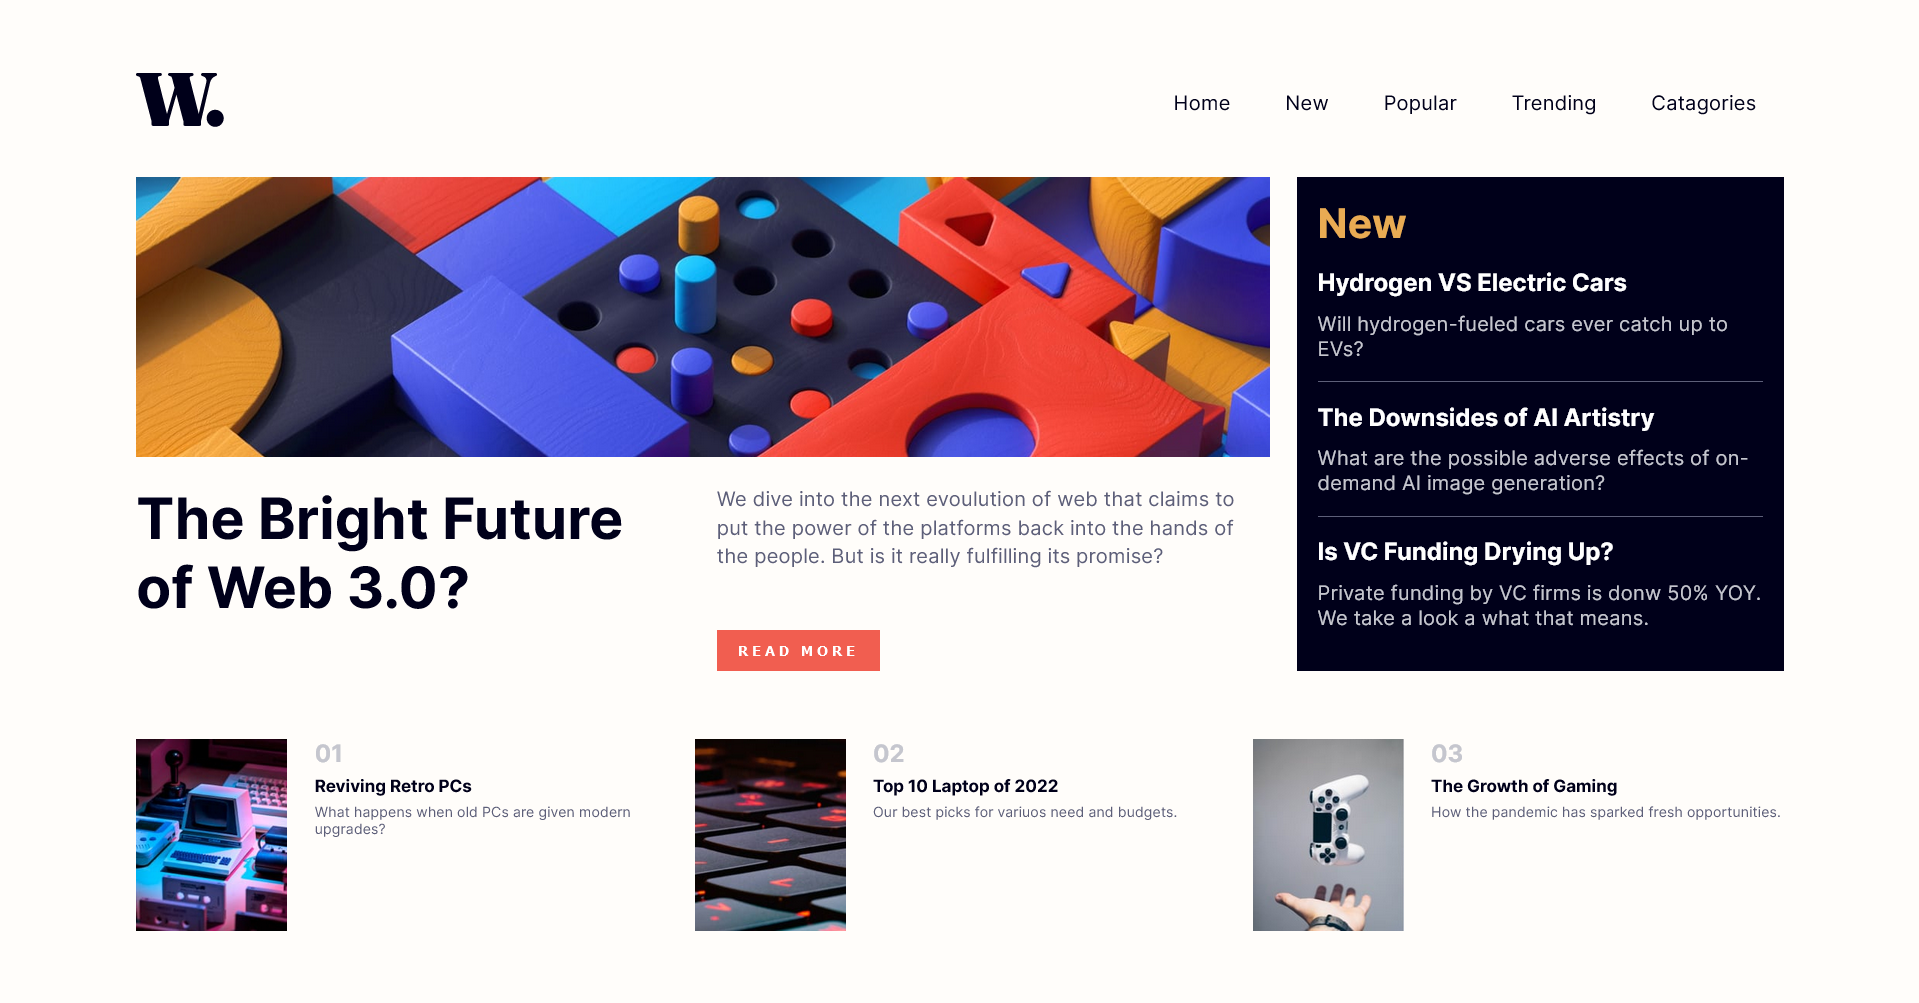 W.
Home
New
Popular
Trending
Catagories
The Bright Future
of Web 3.0?
We dive into the next evoulution of web that claims to
put the power of the platforms back into the hands of
the people. But is it really fulfilling its promise?
READ MORE
New
Hydrogen VS Electric Cars
Will hydrogen-fueled cars ever catch up to
EVs?
The Downsides of AI Artistry
What are the possible adverse effects of on-
demand AI image generation?
Is VC Funding Drying Up?
Private funding by VC firms is donw 50% YOY.
We take a look a what that means.
01
Reviving Retro PCs
What happens when old PCs are given modern
upgrades?
02
Top 10 Laptop of 2022
Our best picks for variuos need and budgets.
03
The Growth of Gaming
How the pandemic has sparked fresh opportunities.